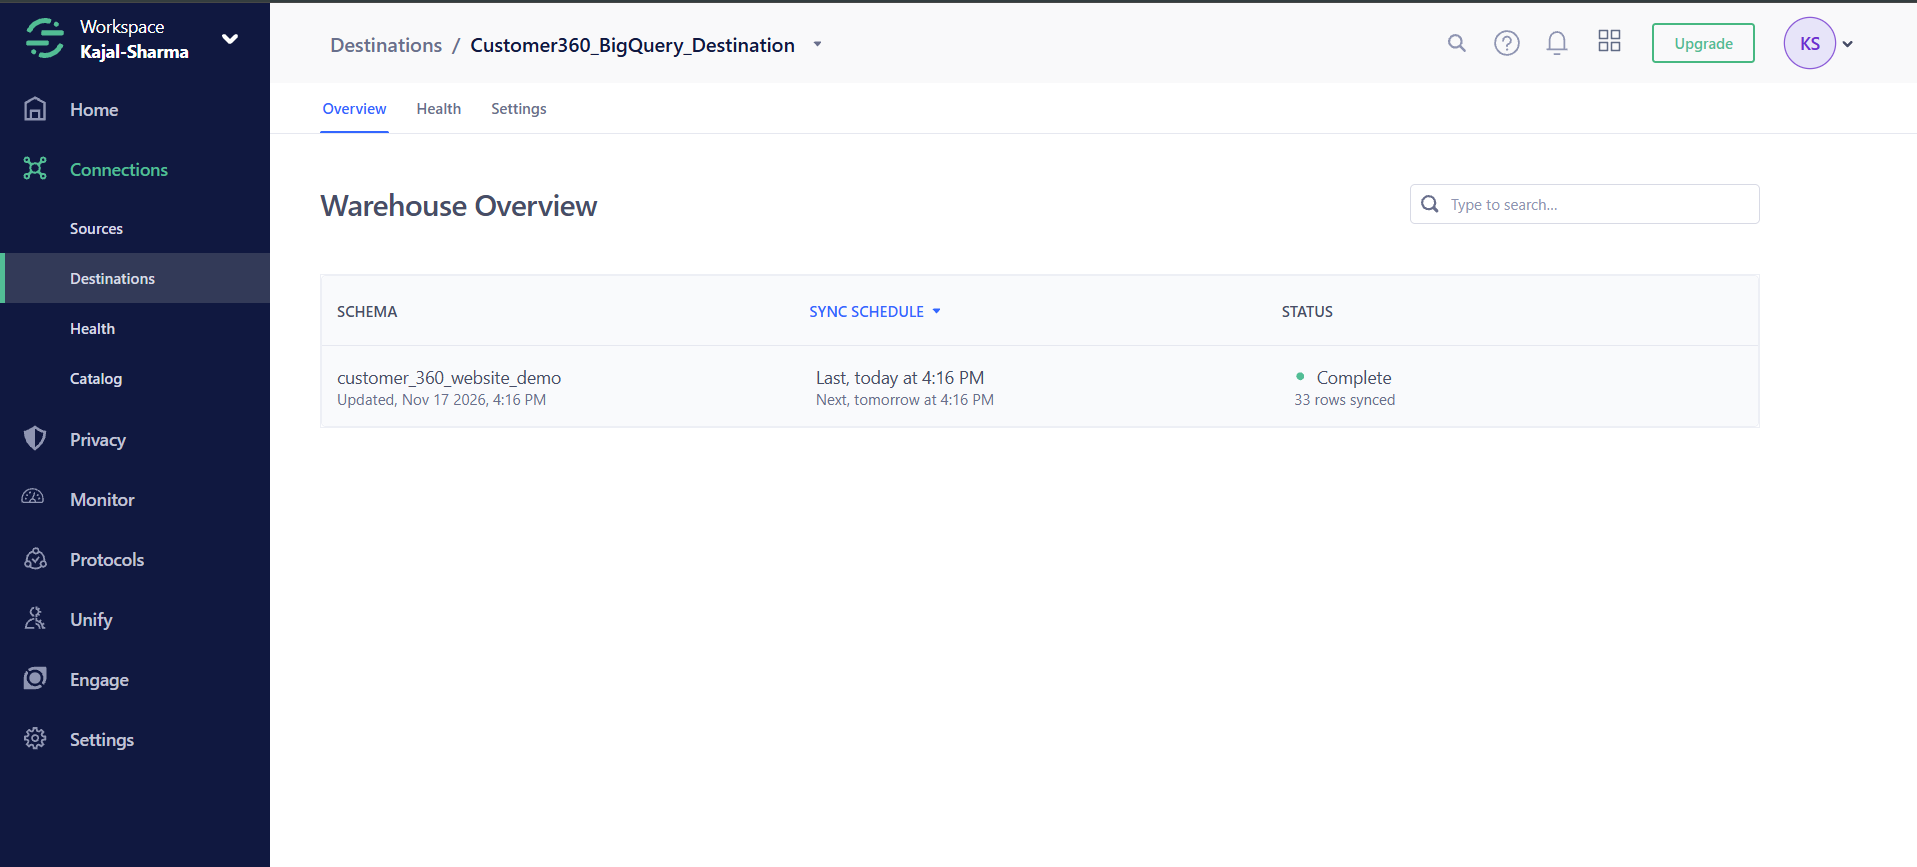 Workspace
Kajal-Sharma
Home
Connections
Sources
Destinations
Health
Catalog
Privacy
Monitor
Protocols
Unify
Engage
Settings
Destinations / Customer360_BigQuery_Destination
Upgrade
KS
Overview Health Settings
Warehouse Overview
Type to search...
SCHEMA SYNC SCHEDULE STATUS
customer_360_website_demo Last, today at 4:16 PM Complete
Updated, Nov 17 2026, 4:16 PM Next, tomorrow at 4:16 PM 33 rows synced